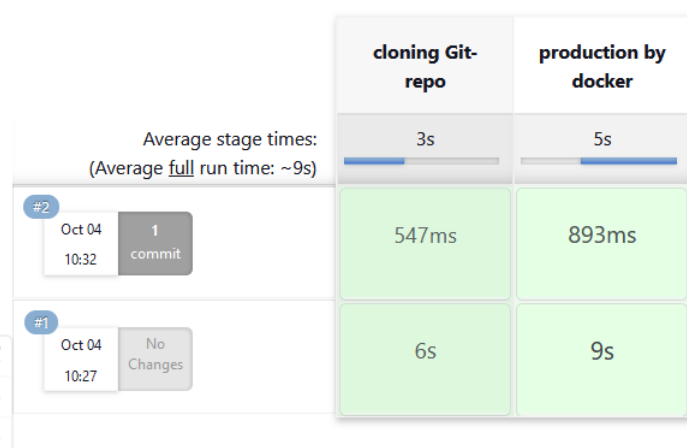 cloning Git-
repo
production by
docker
Average stage times:
(Average full run time: ~9s)
3s
5s
#2
Oct 04
10:32
1
commit
547ms
893ms
#1
Oct 04
10:27
No
Changes
6s
9s